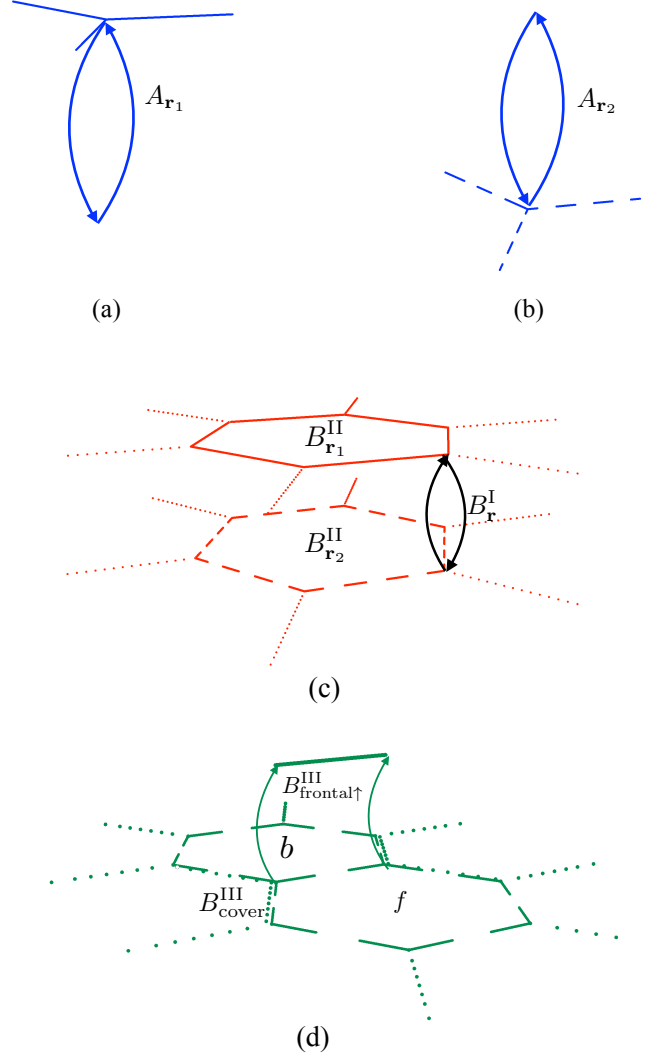 A_{\mathbf{r}_1}
A_{\mathbf{r}_2}
(a)
(b)
B^{\mathrm{II}}_{\mathbf{r}_1}
B^{\mathrm{I}}_{\mathbf{r}}
B^{\mathrm{II}}_{\mathbf{r}_2}
(c)
B^{\mathrm{III}}_{\mathrm{frontal}\uparrow}
b
B^{\mathrm{III}}_{\mathrm{cover}}
f
(d)